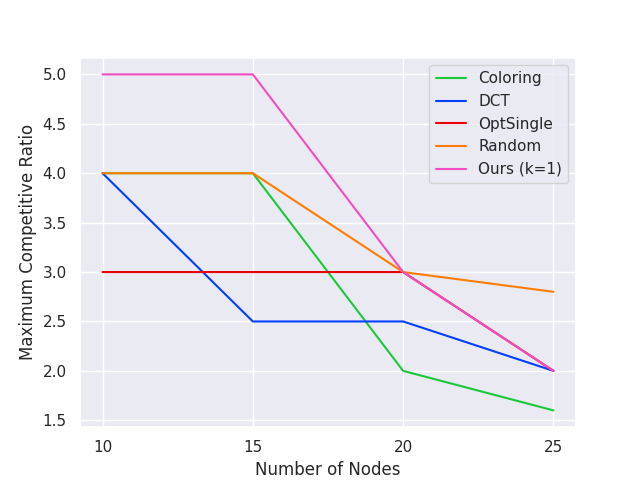 5.0
4.5
4.0
3.5
3.0
2.5
2.0
1.5
Maximum Competitive Ratio
Coloring
DCT
OptSingle
Random
Ours (k=1)
10 15 20 25
Number of Nodes